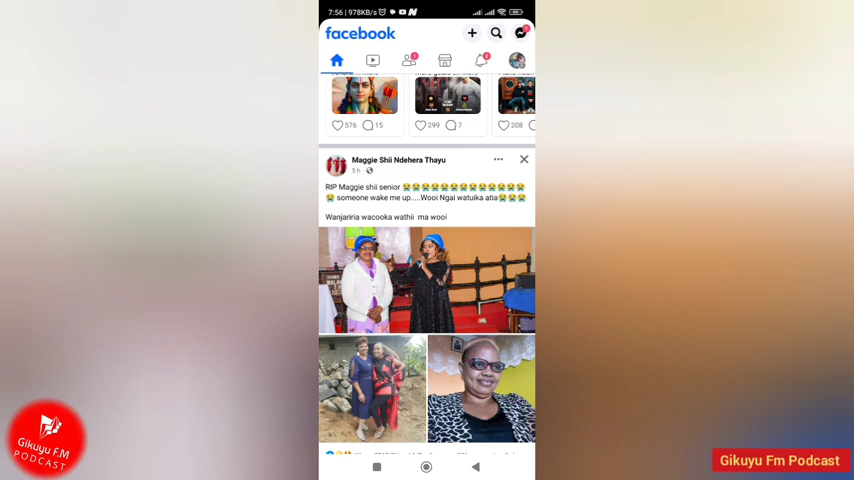 7:56 | 978KB/s
facebook
576
15
299
7
208
Maggie Shii Ndehera Thayu
5 h
RIP Maggie shii senior 😭😭😭😭😭😭😭😭😭😭😭😭😭
😭 someone wake me up.....Wooi Ngai watuika atia😭😭😭
Wanjariria wacooka wathii ma wooi
Gikuyu F.M
PODCAST
Gikuyu Fm Podcast